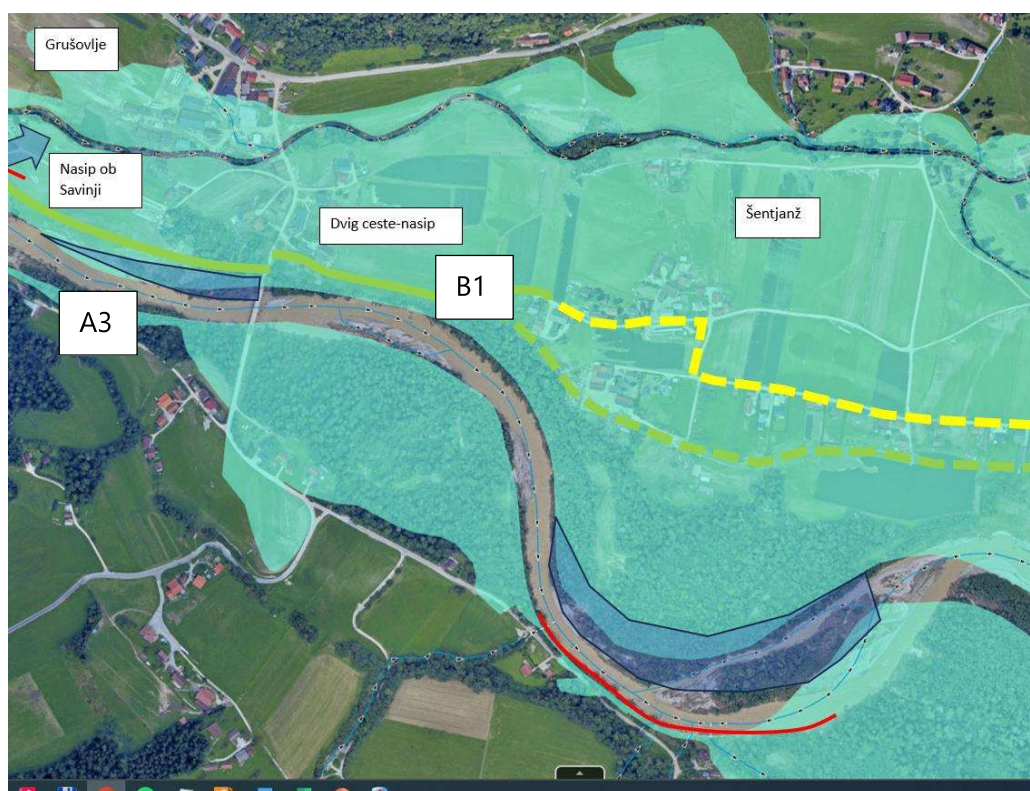 Grušovlje
Nasip ob
Savinji
Dvig ceste-nasip
Šentjanž
B1
A3